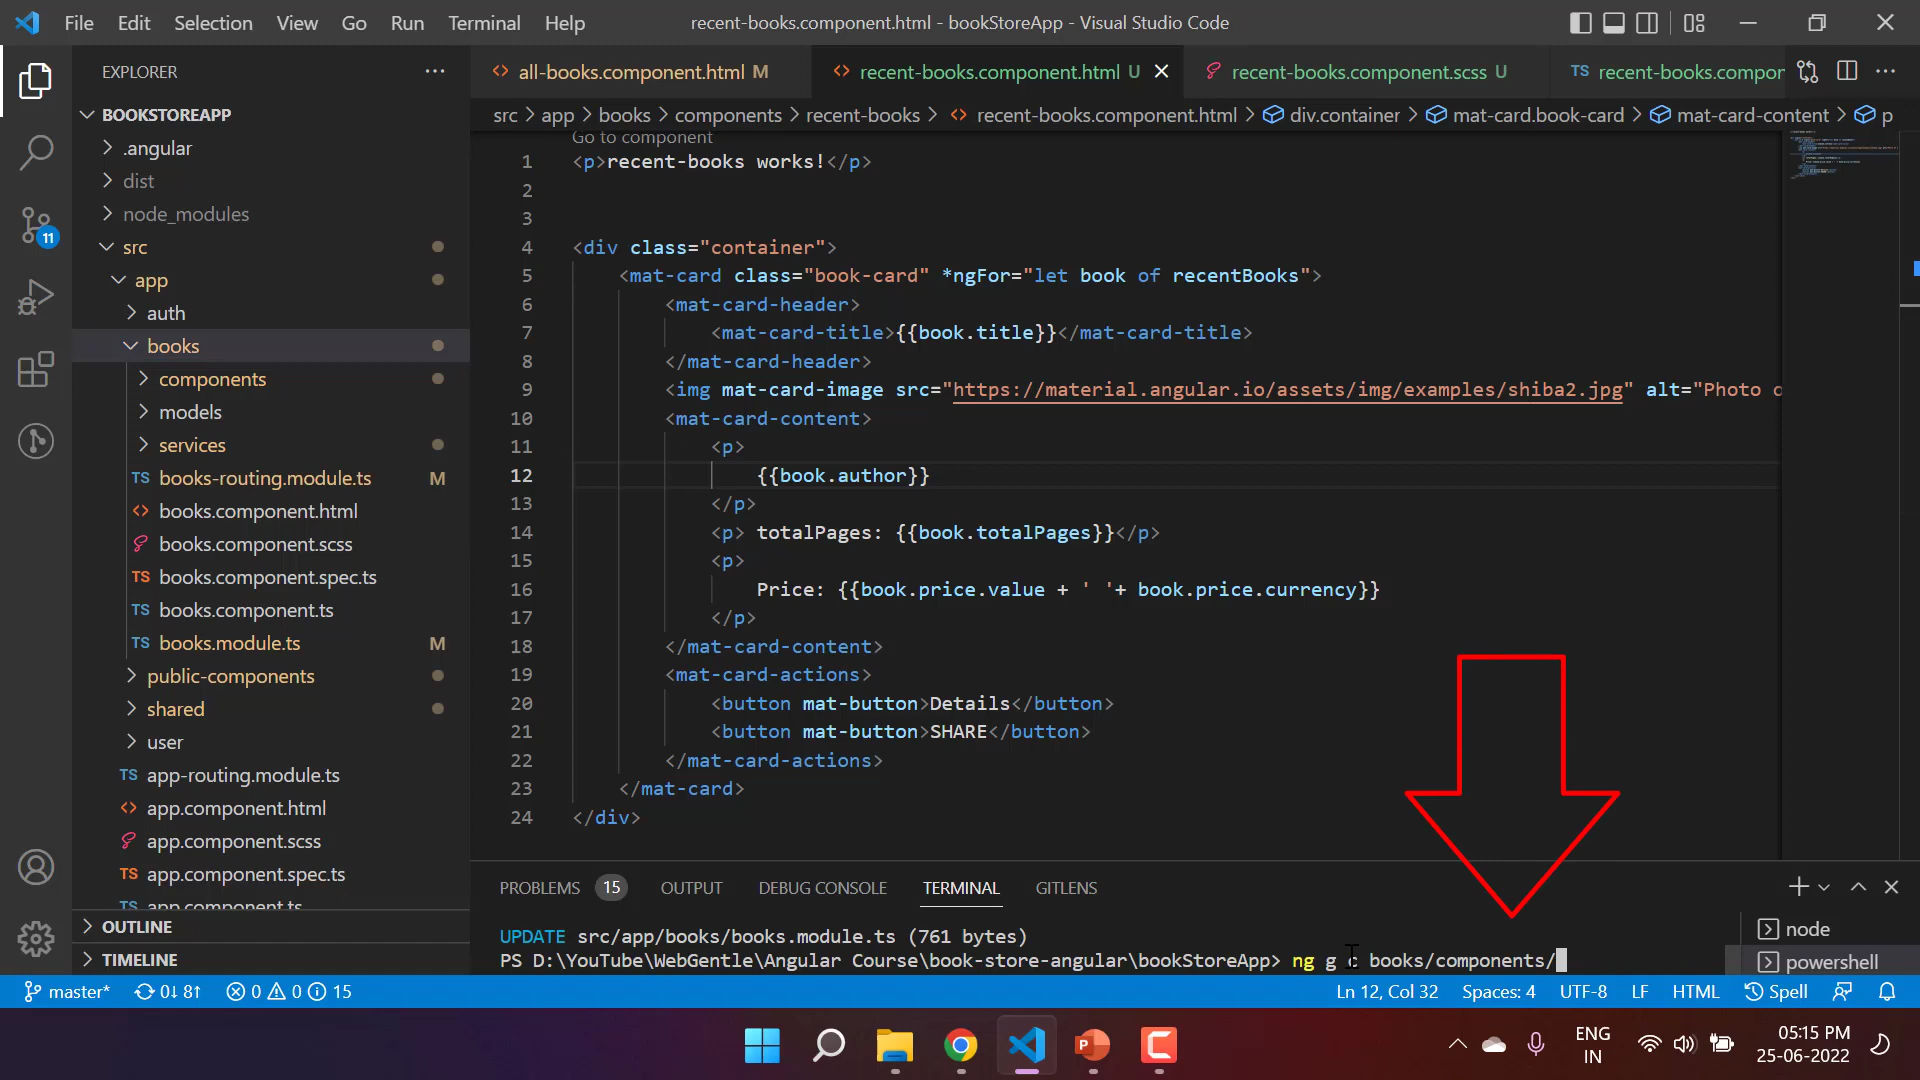 File Edit Selection View Go Run Terminal Help
recent-books.component.html - bookStoreApp - Visual Studio Code
EXPLORER
BOOKSTOREAPP
.angular
dist
node_modules
src
app
auth
books
components
models
services
books-routing.module.ts M
books.component.html
books.component.scss
TS books.component.spec.ts
TS books.component.ts
TS books.module.ts M
public-components
shared
user
TS app-routing.module.ts
app.component.html
app.component.scss
TS app.component.spec.ts
TS app.component.ts
OUTLINE
TIMELINE
11
all-books.component.html M
recent-books.component.html U
recent-books.component.scss U
TS recent-books.compon
src > app > books > components > recent-books > recent-books.component.html > div.container > mat-card.book-card > mat-card-content > p
Go to component
1 <p>recent-books works!</p>
2
3
4 <div class="container">
5 <mat-card class="book-card" *ngFor="let book of recentBooks">
6 <mat-card-header>
7 <mat-card-title>{{book.title}}</mat-card-title>
8 </mat-card-header>
9 <img mat-card-image src="https://material.angular.io/assets/img/examples/shiba2.jpg" alt="Photo o
10 <mat-card-content>
11 <p>
12 {{book.author}}
13 </p>
14 <p> totalPages: {{book.totalPages}}</p>
15 <p>
16 Price: {{book.price.value + ' '+ book.price.currency}}
17 </p>
18 </mat-card-content>
19 <mat-card-actions>
20 <button mat-button>Details</button>
21 <button mat-button>SHARE</button>
22 </mat-card-actions>
23 </mat-card>
24 </div>
PROBLEMS 15 OUTPUT DEBUG CONSOLE TERMINAL GITLENS
UPDATE src/app/books/books.module.ts (761 bytes)
PS D:\YouTube\WebGentle\Angular Course\book-store-angular\bookStoreApp> ng g c books/components/
node
powershell
master* 0↓ 8↑ 0 0 15
Ln 12, Col 32 Spaces: 4 UTF-8 LF HTML Spell
ENG
IN
05:15 PM
25-06-2022